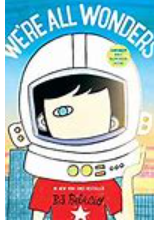 WE'RE ALL WONDERS
#1 NEW YORK TIMES BESTSELLER
R.J. PALACIO